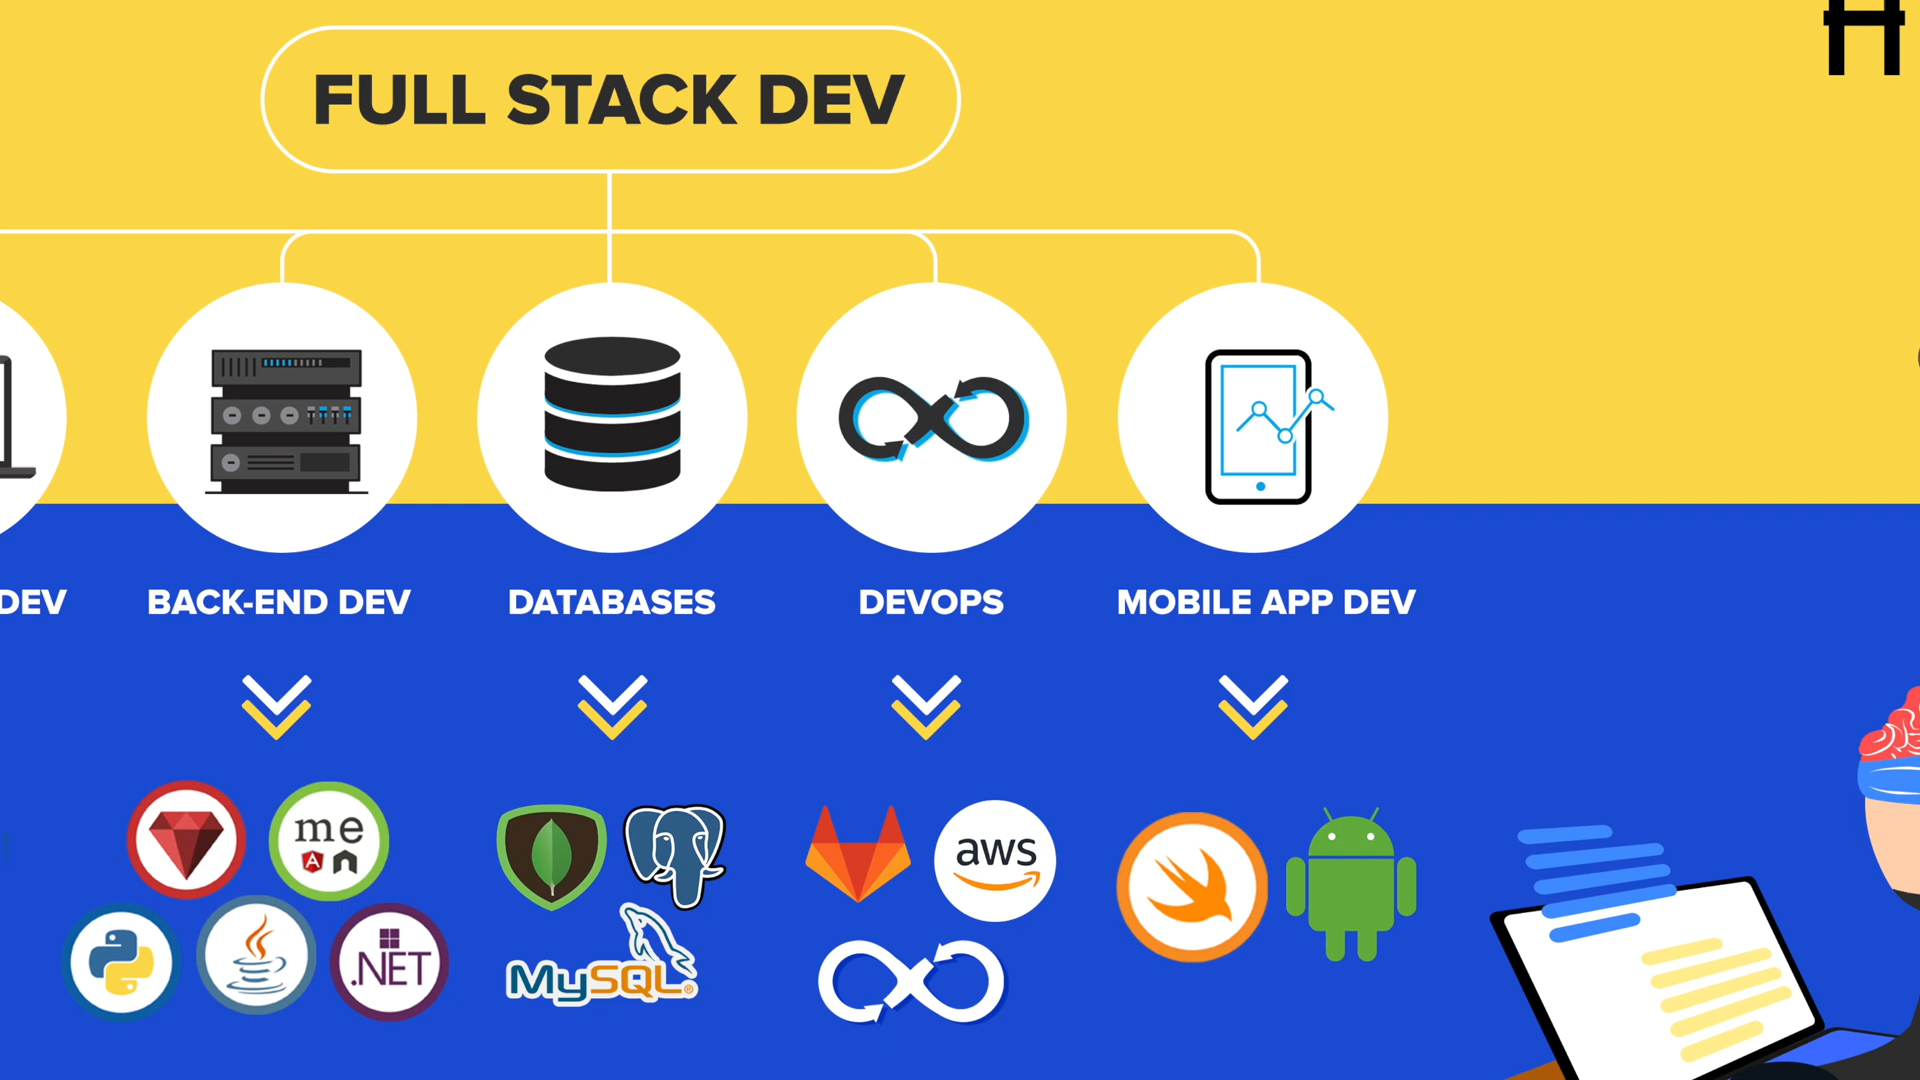 FULL STACK DEV
DEV
BACK-END DEV
DATABASES
DEVOPS
MOBILE APP DEV
me
A
aws
.NET
MySQL®